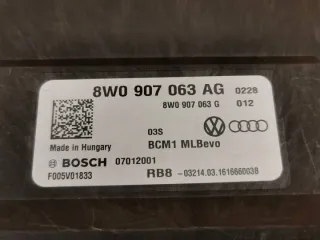 8W0 907 063 AG 0228
8W0 907 063 G 012
03S
Made in Hungary BCM1 MLBevo
BOSCH 07012001
F005V01833 RB8 -03214.03.1616660038